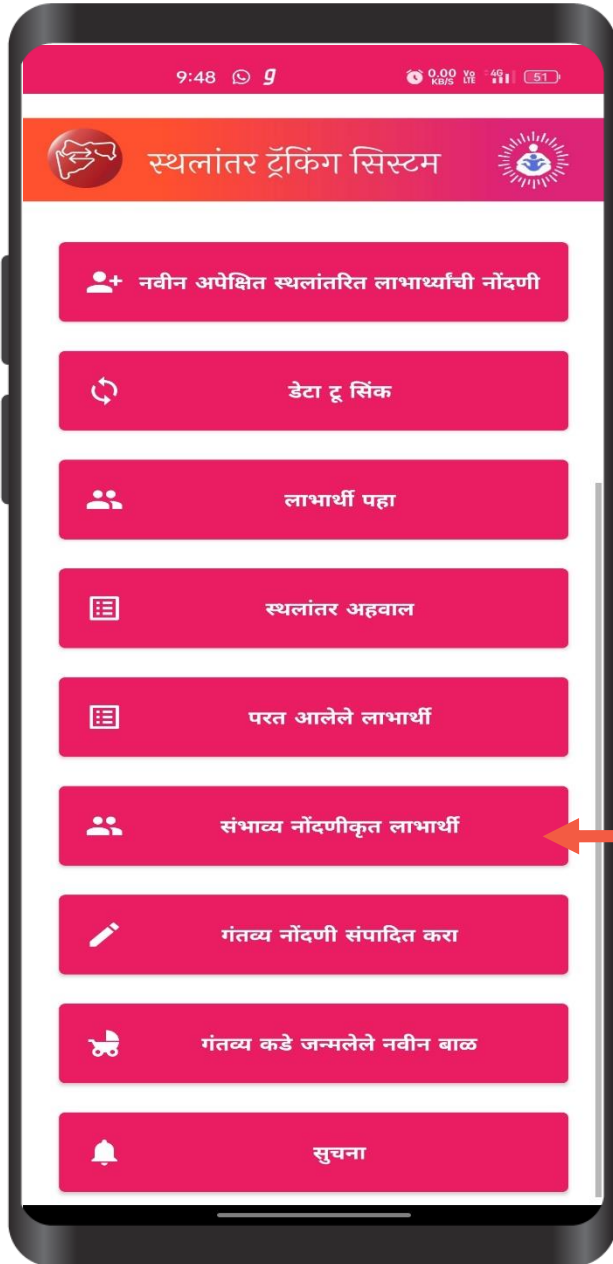 9:48 g 0.00 KB/S Vo LTE 4G 51
स्थलांतर ट्रॅकिंग सिस्टम
नवीन अपेक्षित स्थलांतरित लाभार्थ्यांची नोंदणी
डेटा टू सिंक
लाभार्थी पहा
स्थलांतर अहवाल
परत आलेले लाभार्थी
संभाव्य नोंदणीकृत लाभार्थी
गंतव्य नोंदणी संपादित करा
गंतव्य कडे जन्मलेले नवीन बाळ
सुचना